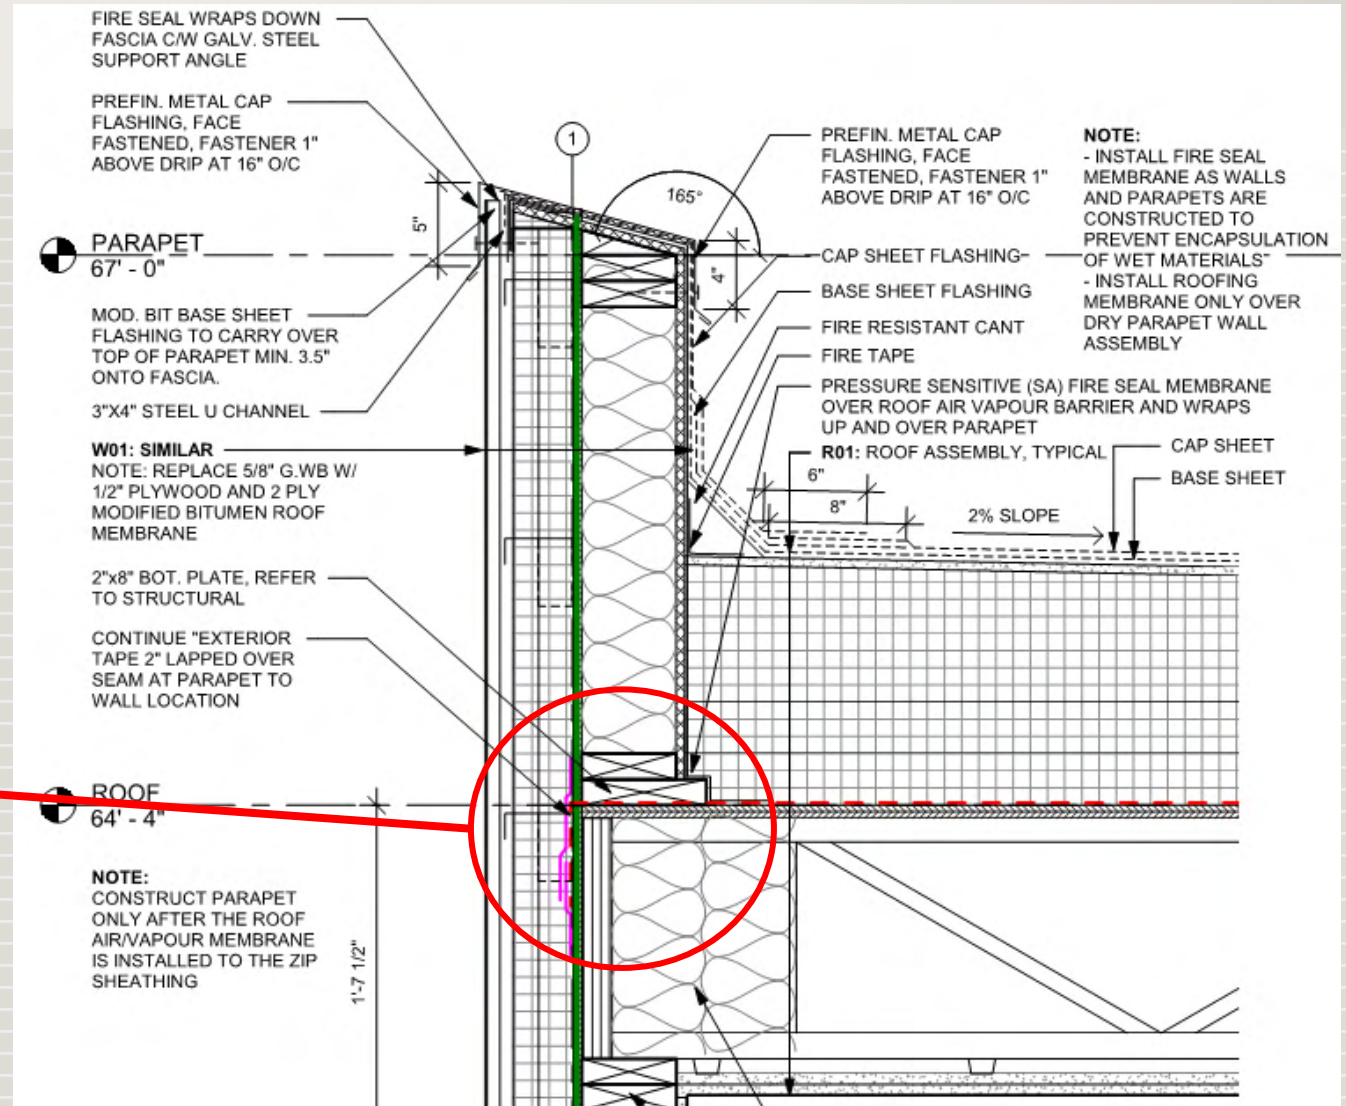 FIRE SEAL WRAPS DOWN
FASCIA C/W GALV. STEEL
SUPPORT ANGLE
PREFIN. METAL CAP
FLASHING, FACE
FASTENED, FASTENER 1"
ABOVE DRIP AT 16" O/C
5"
PARAPET
67' - 0"
MOD. BIT BASE SHEET
FLASHING TO CARRY OVER
TOP OF PARAPET MIN. 3.5"
ONTO FASCIA.
3"X4" STEEL U CHANNEL
W01: SIMILAR
NOTE: REPLACE 5/8" G.WB W/
1/2" PLYWOOD AND 2 PLY
MODIFIED BITUMEN ROOF
MEMBRANE
2"x8" BOT. PLATE, REFER
TO STRUCTURAL
CONTINUE "EXTERIOR
TAPE 2" LAPPED OVER
SEAM AT PARAPET TO
WALL LOCATION
ROOF
64' - 4"
NOTE:
CONSTRUCT PARAPET
ONLY AFTER THE ROOF
AIR/VAPOUR MEMBRANE
IS INSTALLED TO THE ZIP
SHEATHING
1'-7 1/2"
1
165°
4"
PREFIN. METAL CAP
FLASHING, FACE
FASTENED, FASTENER 1"
ABOVE DRIP AT 16" O/C
CAP SHEET FLASHING
BASE SHEET FLASHING
FIRE RESISTANT CANT
FIRE TAPE
PRESSURE SENSITIVE (SA) FIRE SEAL MEMBRANE
OVER ROOF AIR VAPOUR BARRIER AND WRAPS
UP AND OVER PARAPET
R01: ROOF ASSEMBLY, TYPICAL
6"
8"
2% SLOPE
CAP SHEET
BASE SHEET
NOTE:
- INSTALL FIRE SEAL
MEMBRANE AS WALLS
AND PARAPETS ARE
CONSTRUCTED TO
PREVENT ENCAPSULATION
OF WET MATERIALS
- INSTALL ROOFING
MEMBRANE ONLY OVER
DRY PARAPET WALL
ASSEMBLY